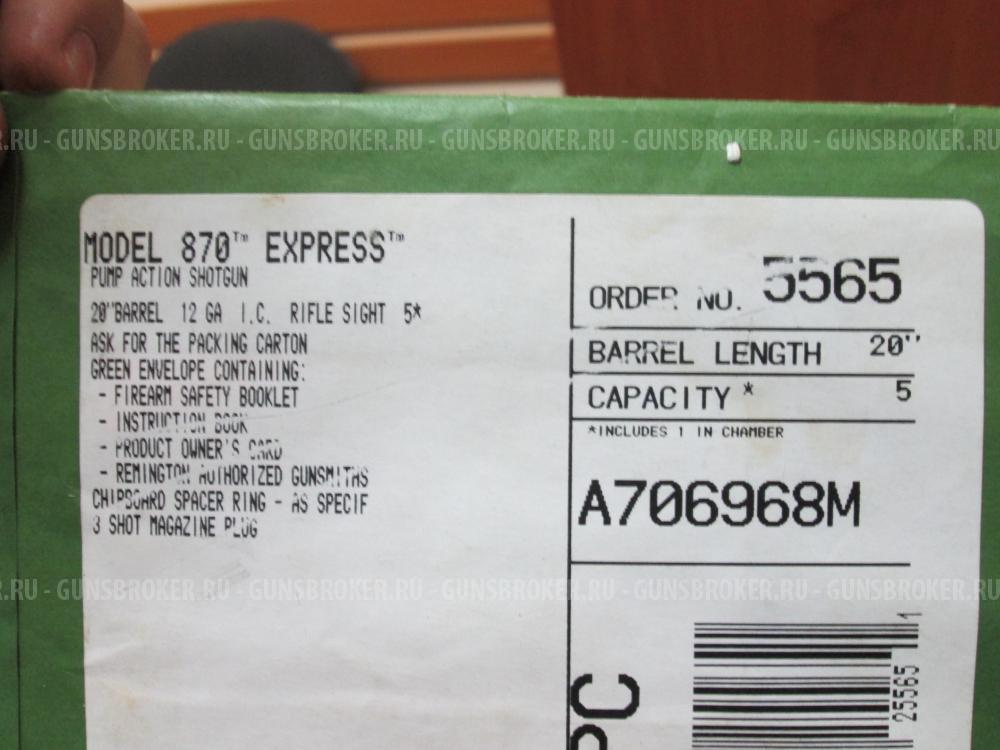 .RU - GUNSBROKER.RU - GUNSBROKER.RU - GUNSBROKER.RU - GUNSBROKER.RU - GUNSBROKER.RU
MODEL 870™ EXPRESS™
PUMP ACTION SHOTGUN
20"BARREL 12 GA I.C. RIFLE SIGHT 5*
ASK FOR THE PACKING CARTON
GREEN ENVELOPE CONTAINING:
- FIREARM SAFETY BOOKLET
- INSTRUCTION BOOK
- PRODUCT OWNER'S CARD
- REMINGTON AUTHORIZED GUNSMITHS
CHIPBOARD SPACER RING - AS SPECIF
3 SHOT MAGAZINE PLUG
ORDER NO. 5565
BARREL LENGTH 20"
CAPACITY * 5
*INCLUDES 1 IN CHAMBER
A706968M
.RU - GUNSBROKER.RU - GUNSBROKER.RU - GUNSBROKER.RU - GUNSBROKER.RU - GUNSBROKER.RU
PC
25565 1